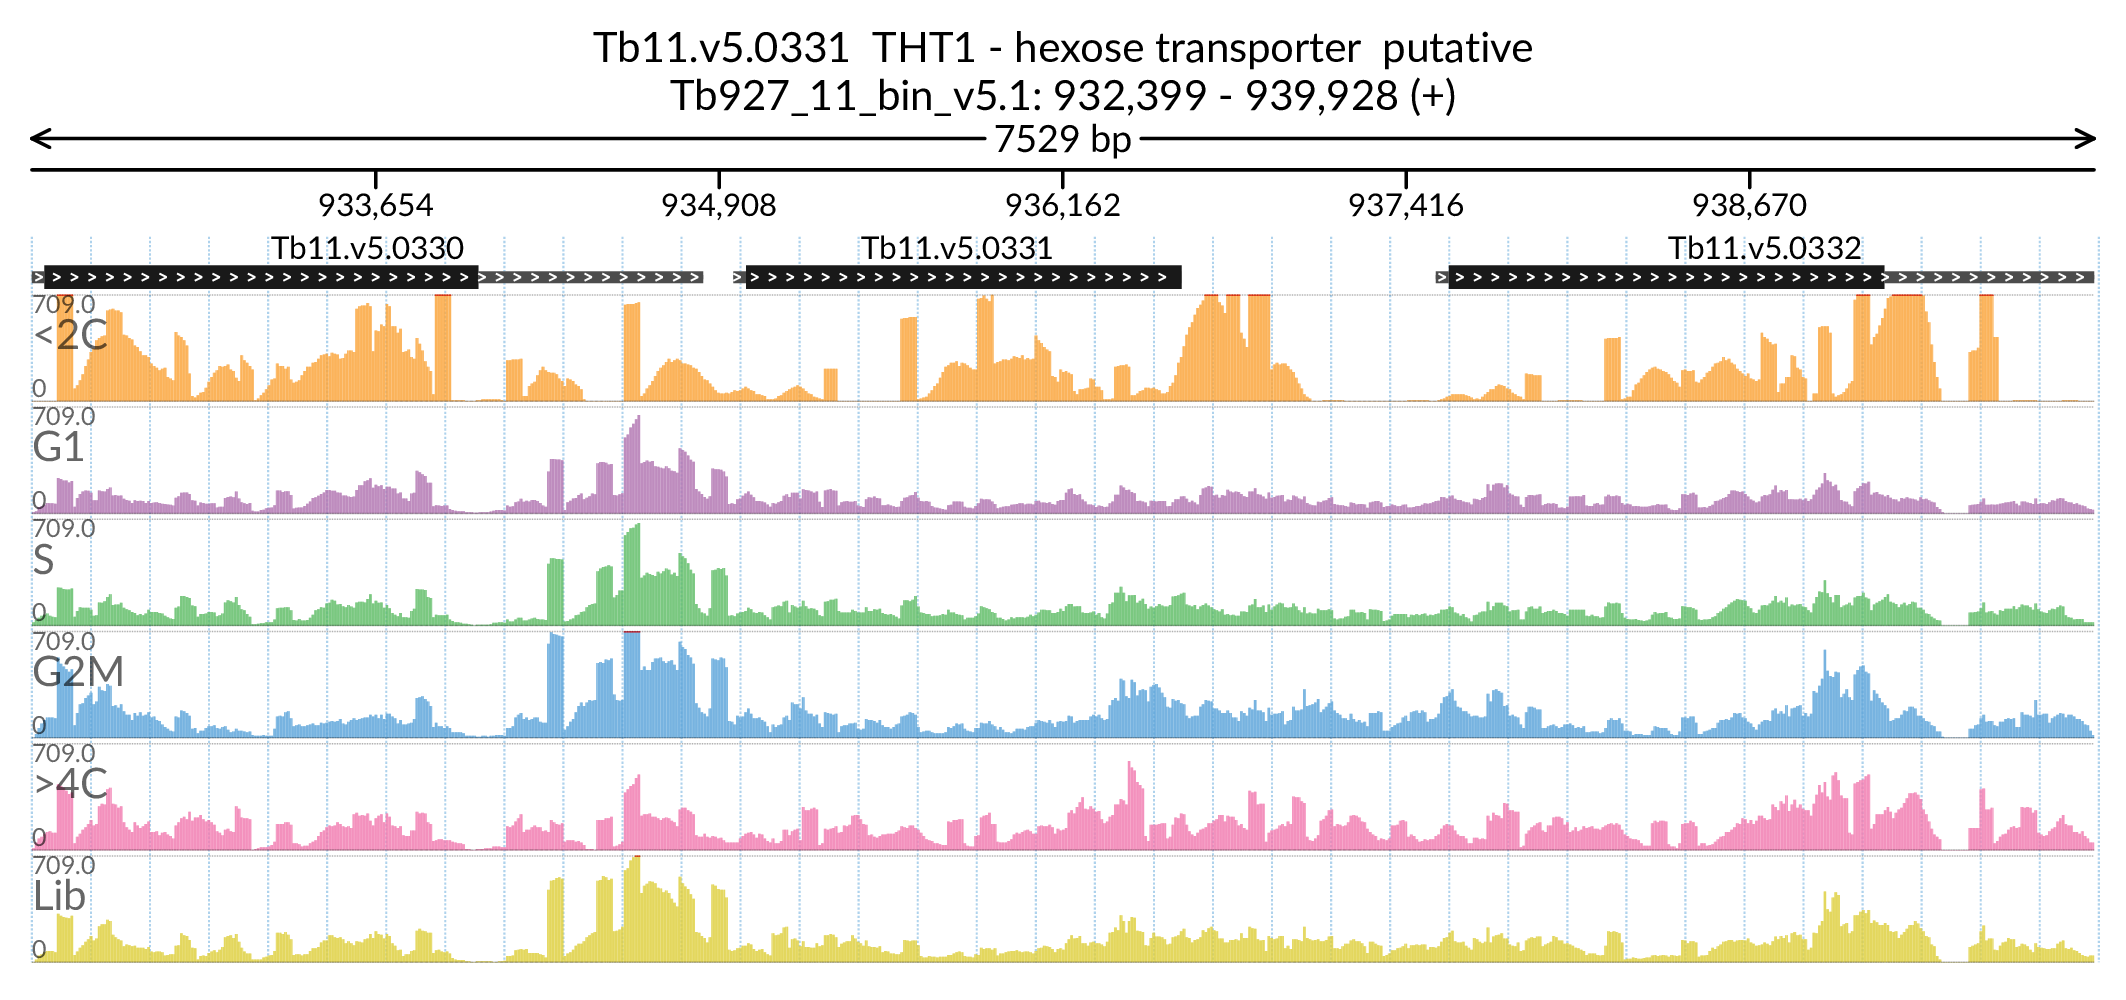 Tb11.v5.0331 THT1 - hexose transporter putative
Tb927_11_bin_v5.1: 932,399 - 939,928 (+)
7529 bp
933,654 934,908 936,162 937,416 938,670
Tb11.v5.0330 Tb11.v5.0331 Tb11.v5.0332
709.0
<2C
0
709.0
G1
0
709.0
S
0
709.0
G2M
0
709.0
>4C
0
709.0
Lib
0